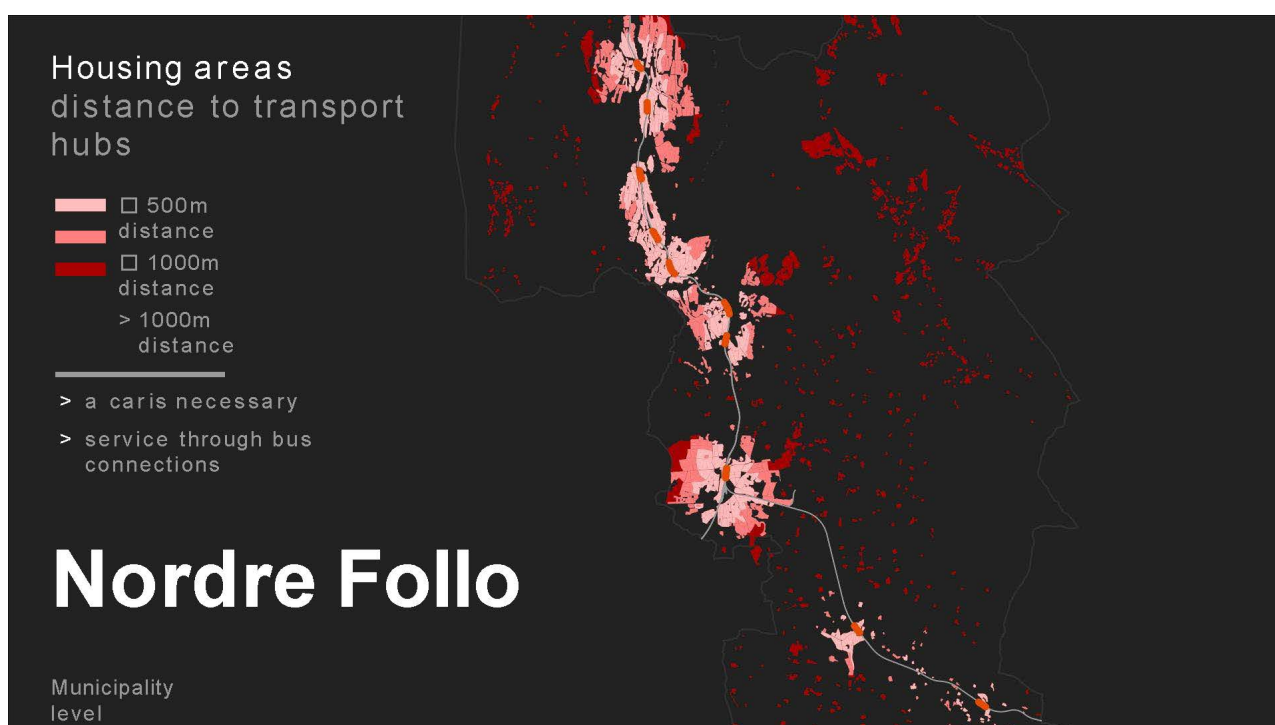 Housing areas
distance to transport
hubs
□ 500m
distance
□ 1000m
distance
> 1000m
distance
> a caris necessary
> service through bus
connections
Nordre Follo
Municipality
level